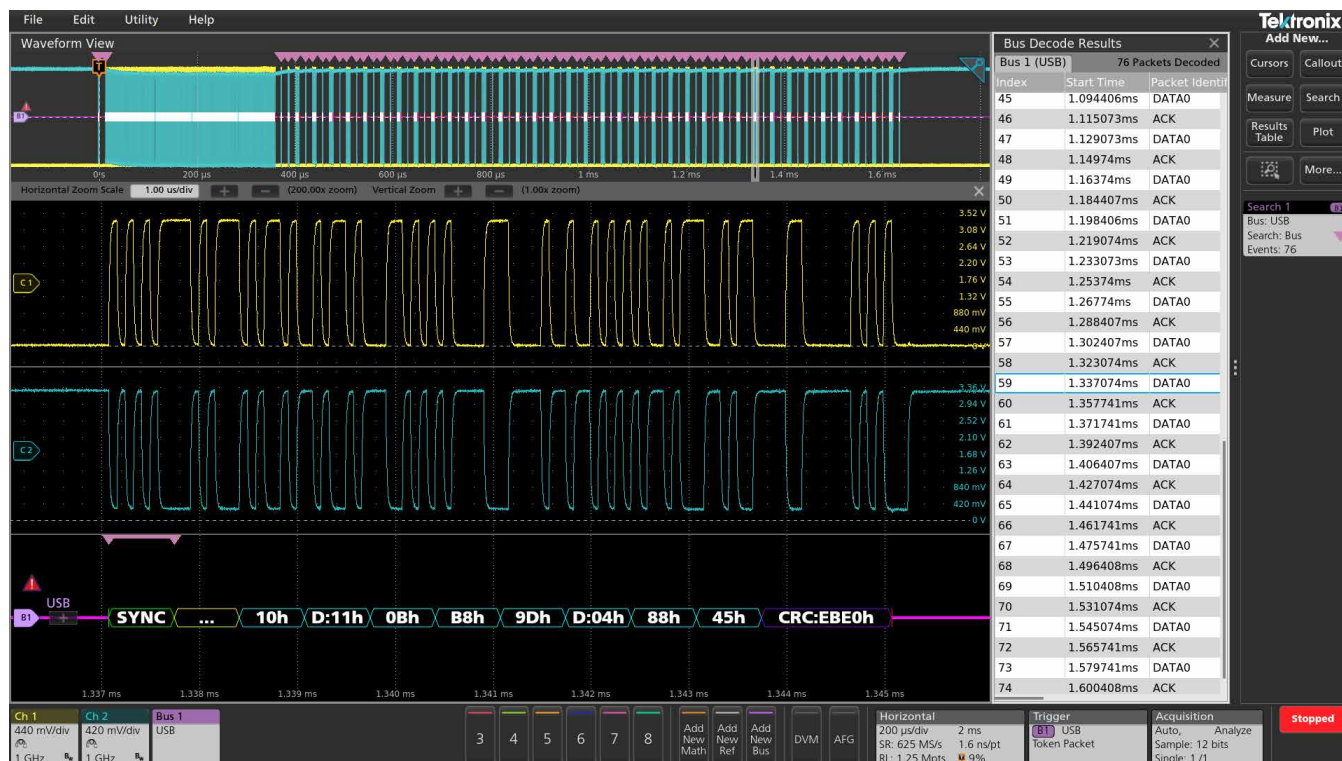 File Edit Utility Help
Tektronix
Waveform View
Add New...
Cursors Callout
Measure Search
Results Table Plot
More...
Search 1
Bus: USB
Search: Bus
Events: 76
T
B1
0 s 200 µs 400 µs 600 µs 800 µs 1 ms 1.2 ms 1.4 ms 1.6 ms
Horizontal Zoom Scale 1.00 us/div + − (200.00x zoom) Vertical Zoom + − (1.00x zoom)
C 1
3.52 V
3.08 V
2.64 V
2.20 V
1.76 V
1.32 V
880 mV
440 mV
0 V
C 2
3.36 V
2.94 V
2.52 V
2.10 V
1.68 V
1.26 V
840 mV
420 mV
0 V
USB
B1 + SYNC ... 10h D:11h 0Bh B8h 9Dh D:04h 88h 45h CRC:EBE0h
1.337 ms 1.338 ms 1.339 ms 1.340 ms 1.341 ms 1.342 ms 1.343 ms 1.344 ms 1.345 ms
Bus Decode Results
Bus 1 (USB) 76 Packets Decoded
Index Start Time Packet Identif
45 1.094406ms DATA0
46 1.115073ms ACK
47 1.129073ms DATA0
48 1.14974ms ACK
49 1.16374ms DATA0
50 1.184407ms ACK
51 1.198406ms DATA0
52 1.219074ms ACK
53 1.233073ms DATA0
54 1.25374ms ACK
55 1.26774ms DATA0
56 1.288407ms ACK
57 1.302407ms DATA0
58 1.323074ms ACK
59 1.337074ms DATA0
60 1.357741ms ACK
61 1.371741ms DATA0
62 1.392407ms ACK
63 1.406407ms DATA0
64 1.427074ms ACK
65 1.441074ms DATA0
66 1.461741ms ACK
67 1.475741ms DATA0
68 1.496408ms ACK
69 1.510408ms DATA0
70 1.531074ms ACK
71 1.545074ms DATA0
72 1.565741ms ACK
73 1.579741ms DATA0
74 1.600408ms ACK
Ch 1
440 mV/div
1 GHz
Ch 2
420 mV/div
1 GHz
Bus 1
USB
3 4 5 6 7 8
Add New Math
Add New Ref
Add New Bus
DVM AFG
Horizontal
200 µs/div 2 ms
SR: 625 MS/s 1.6 ns/pt
RL: 1.25 Mpts 9%
Trigger
B1 USB
Token Packet
Acquisition
Auto, Analyze
Sample: 12 bits
Single: 1 /1
Stopped